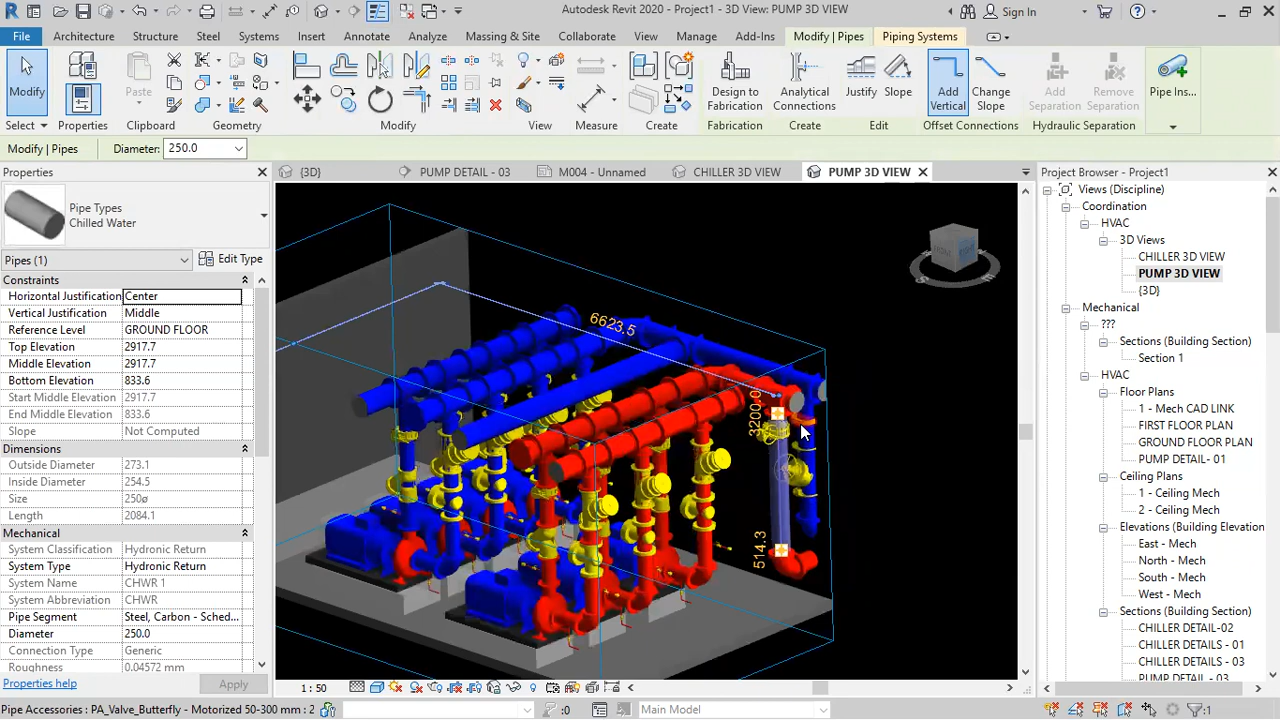 Autodesk Revit 2020 - Project1 - 3D View: PUMP 3D VIEW
Sign In
File Architecture Structure Steel Systems Insert Annotate Analyze Massing & Site Collaborate View Manage Add-Ins Modify | Pipes Piping Systems
Modify Properties Paste Design to Fabrication Analytical Connections Justify Slope Add Vertical Change Slope Add Separation Remove Separation Pipe Ins...
Select Properties Clipboard Geometry Modify View Measure Create Fabrication Create Edit Offset Connections Hydraulic Separation
Modify | Pipes Diameter: 250.0
Properties
{3D} PUMP DETAIL - 03 M004 - Unnamed CHILLER 3D VIEW PUMP 3D VIEW
Project Browser - Project1
Pipe Types
Chilled Water
Pipes (1) Edit Type
Constraints
Horizontal Justification Center
Vertical Justification Middle
Reference Level GROUND FLOOR
Top Elevation 2917.7
Middle Elevation 2917.7
Bottom Elevation 833.6
Start Middle Elevation 2917.7
End Middle Elevation 833.6
Slope Not Computed
Dimensions
Outside Diameter 273.1
Inside Diameter 254.5
Size 250ø
Length 2084.1
Mechanical
System Classification Hydronic Return
System Type Hydronic Return
System Name CHWR 1
System Abbreviation CHWR
Pipe Segment Steel, Carbon - Sched...
Diameter 250.0
Connection Type Generic
Roughness 0.04572 mm
Properties help Apply
6623.5
3200.0
514.3
FRONT
Views (Discipline)
Coordination
HVAC
3D Views
CHILLER 3D VIEW
PUMP 3D VIEW
{3D}
Mechanical
???
Sections (Building Section)
Section 1
HVAC
Floor Plans
1 - Mech CAD LINK
FIRST FLOOR PLAN
GROUND FLOOR PLAN
PUMP DETAIL- 01
Ceiling Plans
1 - Ceiling Mech
2 - Ceiling Mech
Elevations (Building Elevation
East - Mech
North - Mech
South - Mech
West - Mech
Sections (Building Section)
CHILLER DETAIL-02
CHILLER DETAILS - 01
CHILLER DETAILS - 03
PUMP DETAIL - 03
1 : 50
Pipe Accessories : PA_Valve_Butterfly - Motorized 50-300 mm : 2
:0
Main Model
:1